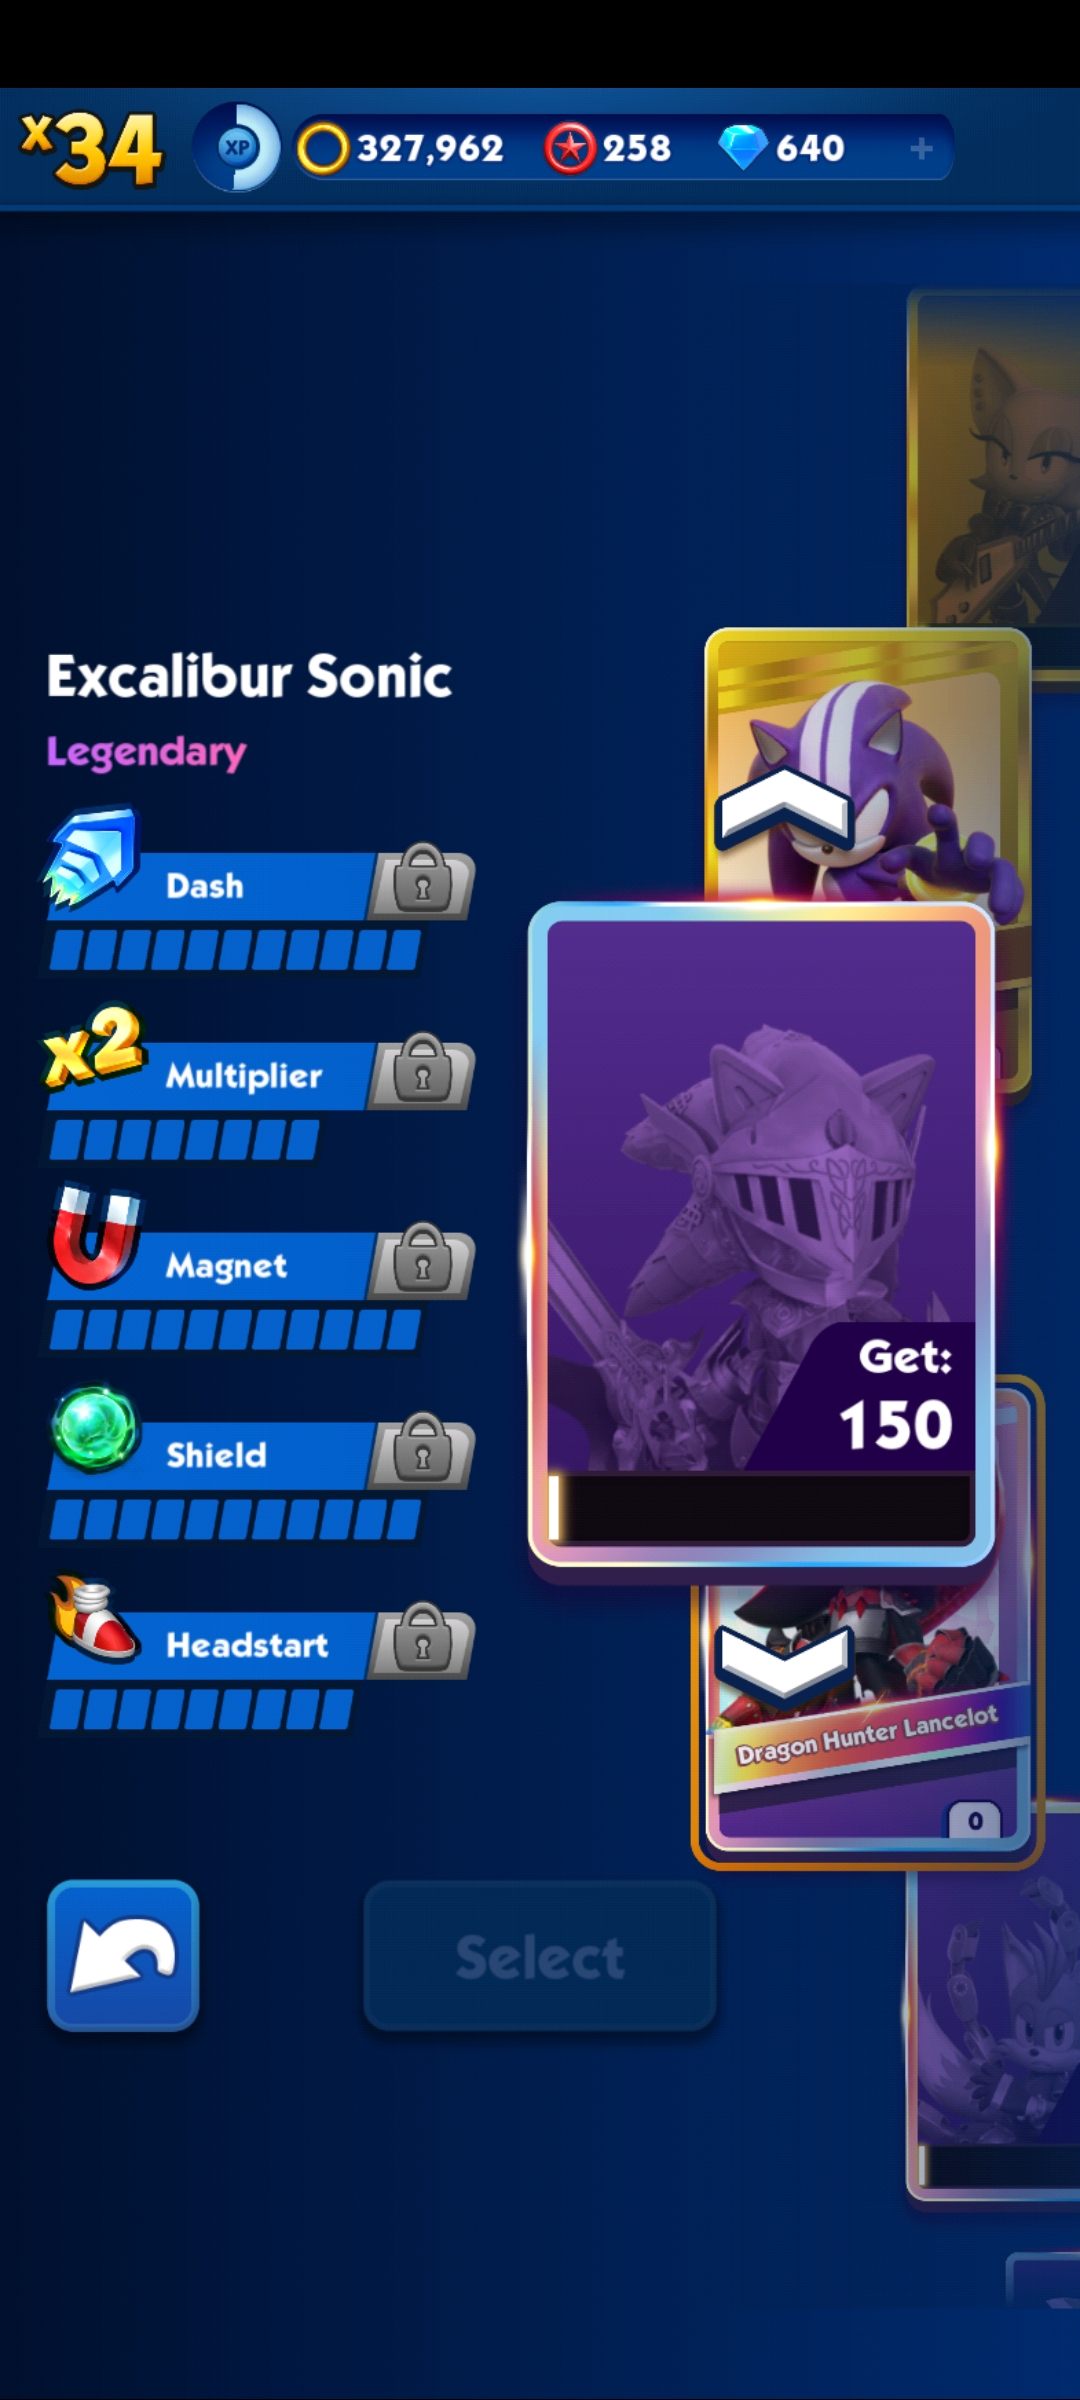 x34
XP
327,962
258
640
+
Excalibur Sonic
Legendary
Dash
x2
Multiplier
Magnet
Shield
Headstart
Get:
150
Dragon Hunter Lancelot
0
Select